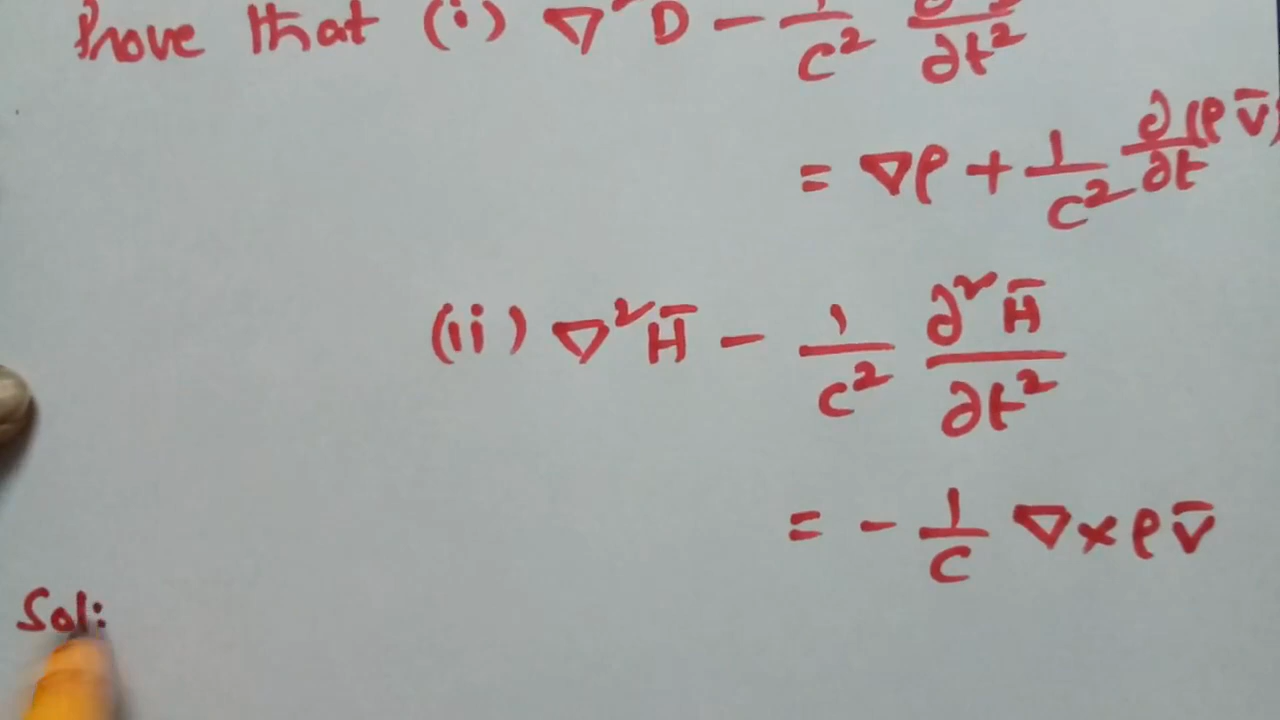 Prove that (i) ∇²D - 1/c² ∂²/∂t²
= ∇ρ + 1/c² ∂/∂t (ρv̄)
(ii) ∇²H̄ - 1/c² ∂²H̄/∂t²
= - 1/c ∇×ρv̄
Sol: